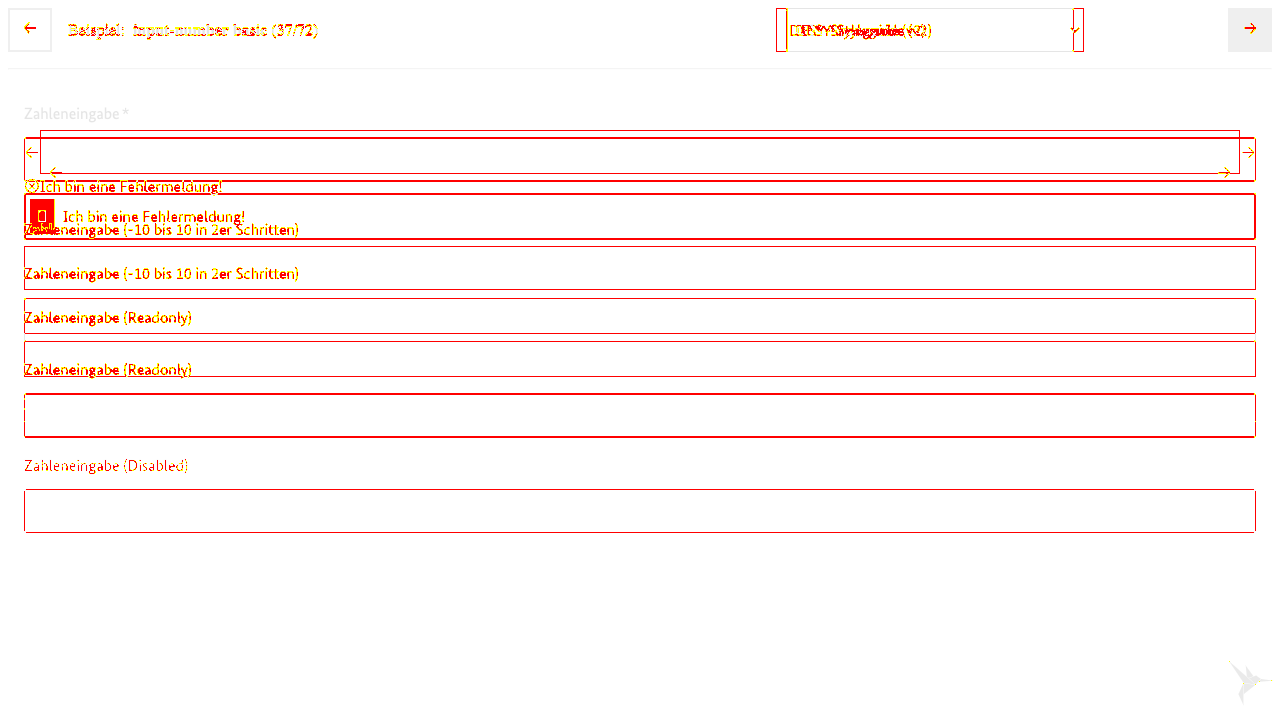 Beispiel: input-number basic (37/72)
Zahleneingabe *
Ich bin eine Fehlermeldung!
Ich bin eine Fehlermeldung!
Zahleneingabe (-10 bis 10 in 2er Schritten)
Zahleneingabe (-10 bis 10 in 2er Schritten)
Zahleneingabe (Readonly)
Zahleneingabe (Readonly)
Zahleneingabe (Disabled)